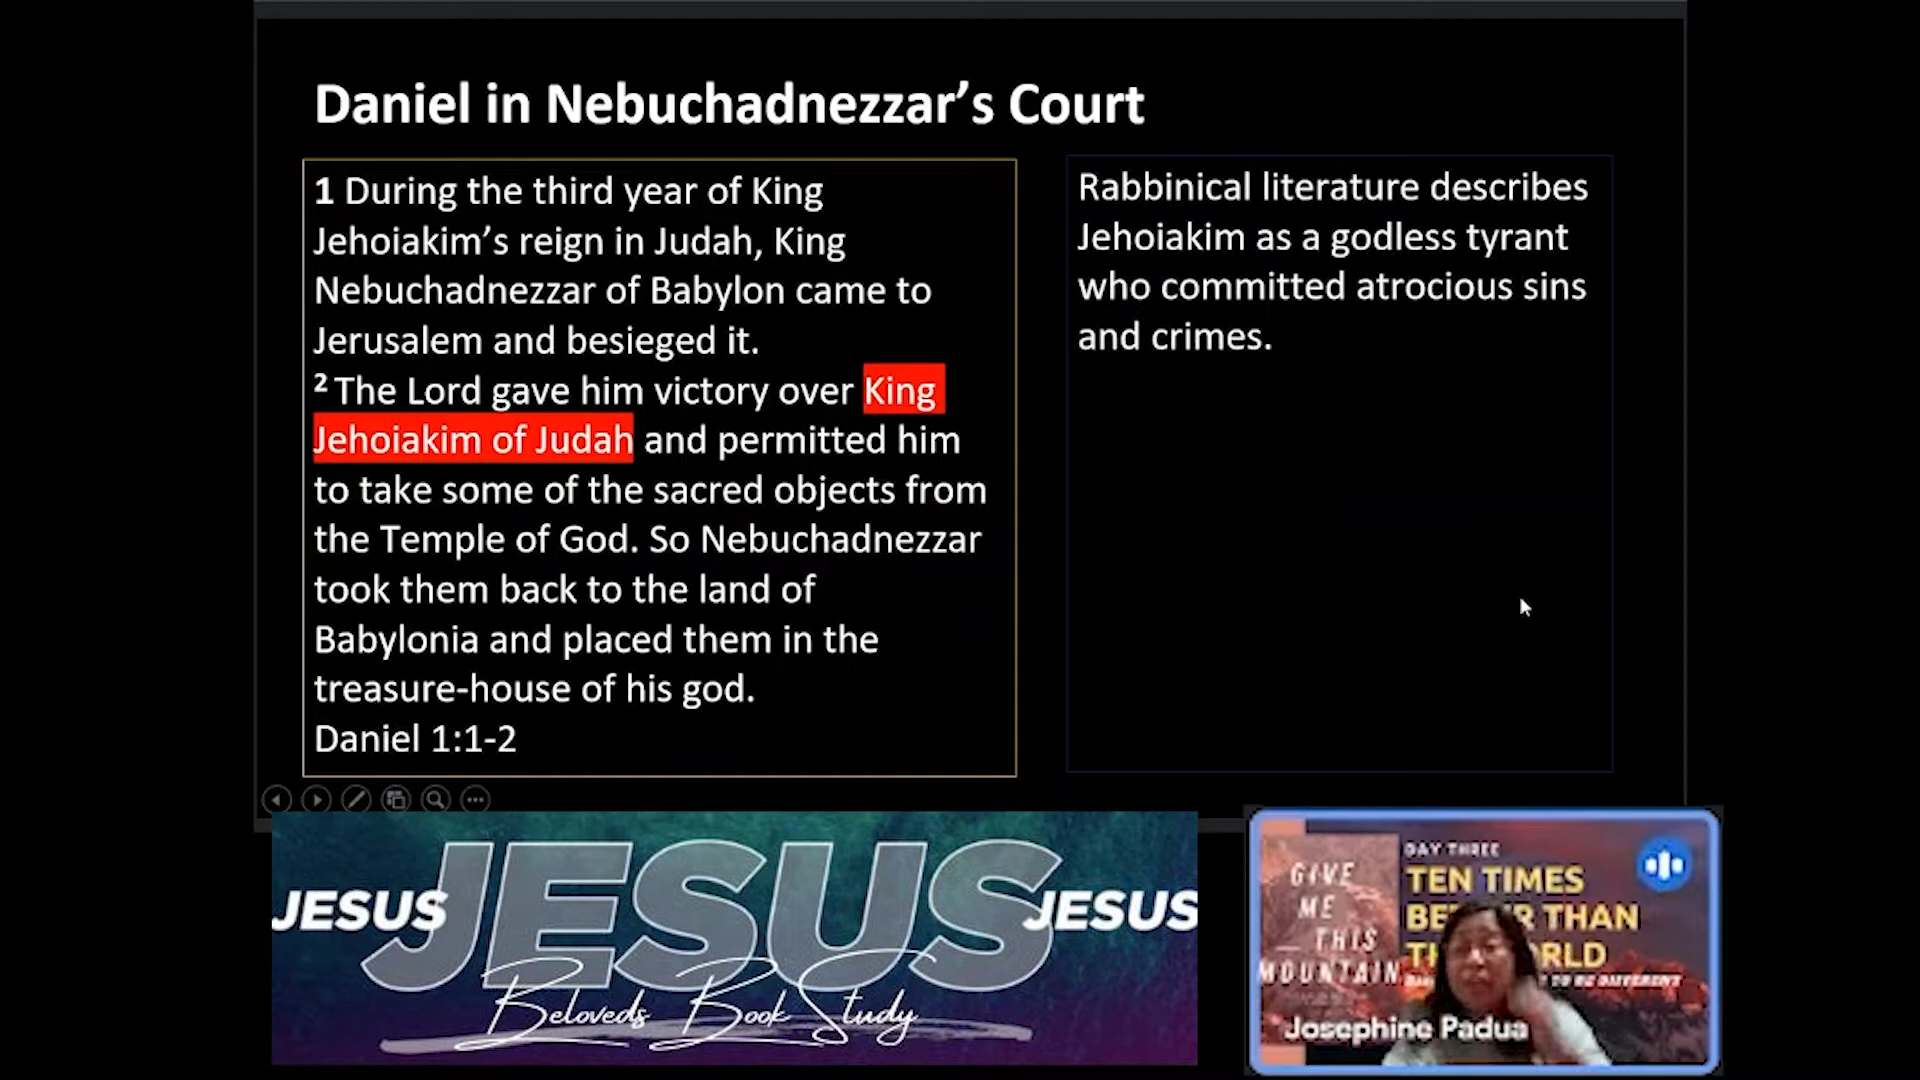 Daniel in Nebuchadnezzar’s Court
1 During the third year of King
Jehoiakim’s reign in Judah, King
Nebuchadnezzar of Babylon came to
Jerusalem and besieged it.
2 The Lord gave him victory over King
Jehoiakim of Judah and permitted him
to take some of the sacred objects from
the Temple of God. So Nebuchadnezzar
took them back to the land of
Babylonia and placed them in the
treasure-house of his god.
Daniel 1:1-2
Rabbinical literature describes
Jehoiakim as a godless tyrant
who committed atrocious sins
and crimes.
JESUS
JESUS
JESUS
Beloveds Book Study
GIVE
ME
THIS
MOUNTAIN
DAY THREE
TEN TIMES
THAN
TO BE DIFFERENT
Josephine Padua